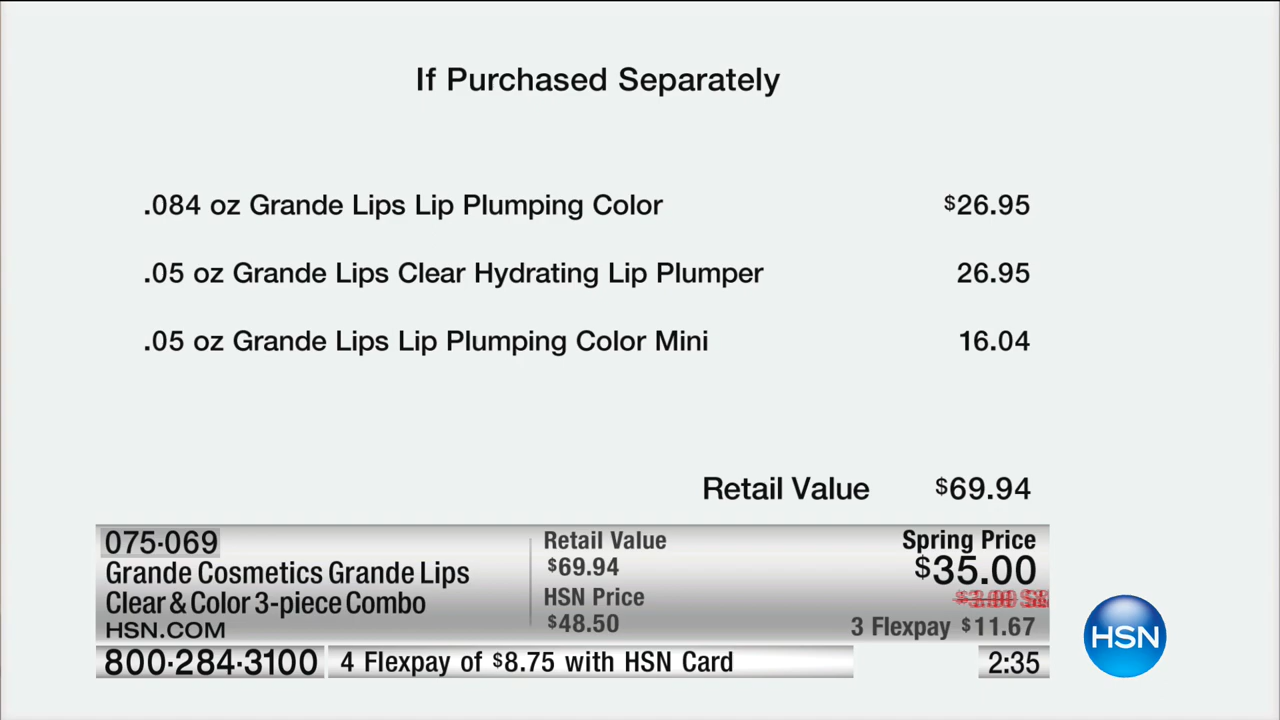 If Purchased Separately
.084 oz Grande Lips Lip Plumping Color $26.95
.05 oz Grande Lips Clear Hydrating Lip Plumper 26.95
.05 oz Grande Lips Lip Plumping Color Mini 16.04
Retail Value $69.94
075·069
Grande Cosmetics Grande Lips
Clear & Color 3-piece Combo
HSN.COM
Retail Value
$69.94
HSN Price
$48.50
Spring Price
$35.00
3 Flexpay $11.67
800·284·3100 4 Flexpay of $8.75 with HSN Card 2:35
HSN